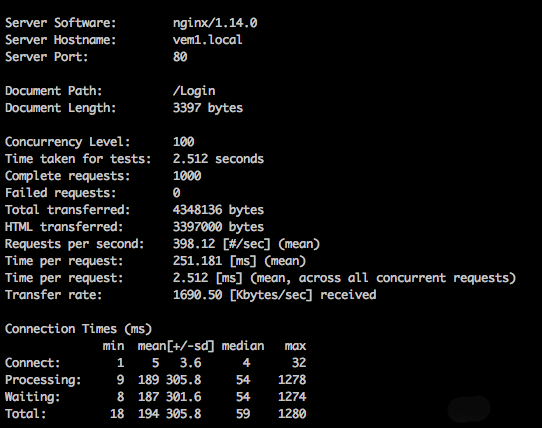 Server Software: nginx/1.14.0
Server Hostname: vem1.local
Server Port: 80
Document Path: /Login
Document Length: 3397 bytes
Concurrency Level: 100
Time taken for tests: 2.512 seconds
Complete requests: 1000
Failed requests: 0
Total transferred: 4348136 bytes
HTML transferred: 3397000 bytes
Requests per second: 398.12 [#/sec] (mean)
Time per request: 251.181 [ms] (mean)
Time per request: 2.512 [ms] (mean, across all concurrent requests)
Transfer rate: 1690.50 [Kbytes/sec] received
Connection Times (ms)
min mean[+/-sd] median max
Connect: 1 5 3.6 4 32
Processing: 9 189 305.8 54 1278
Waiting: 8 187 301.6 54 1274
Total: 18 194 305.8 59 1280